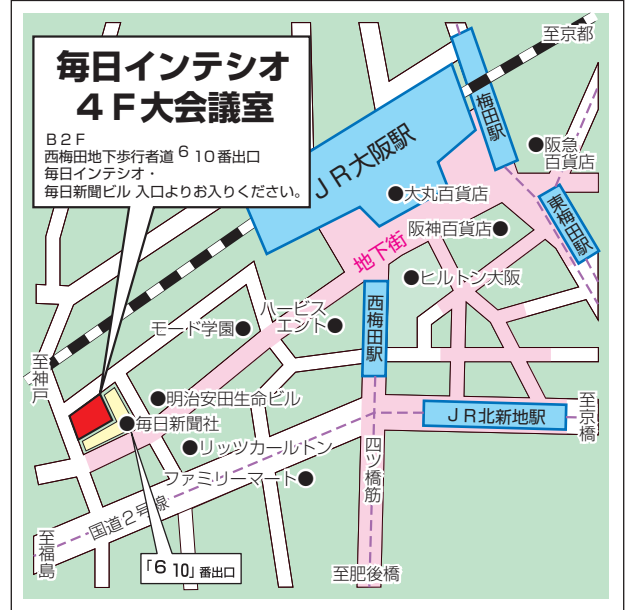 毎日インテシオ
4F大会議室
B2F
西梅田地下歩行者道 6 10番出口
毎日インテシオ・
毎日新聞ビル 入口よりお入りください。
至京都
梅田駅
阪急
百貨店
JR大阪駅
大丸百貨店
東梅田駅
阪神百貨店
地下街
ヒルトン大阪
ハービス
エント
モード学園
西梅田駅
至神戸
明治安田生命ビル
毎日新聞社
JR北新地駅
至京橋
リッツカールトン
ファミリーマート
四ツ橋筋
国道2号線
至福島
「6 10」番出口
至肥後橋